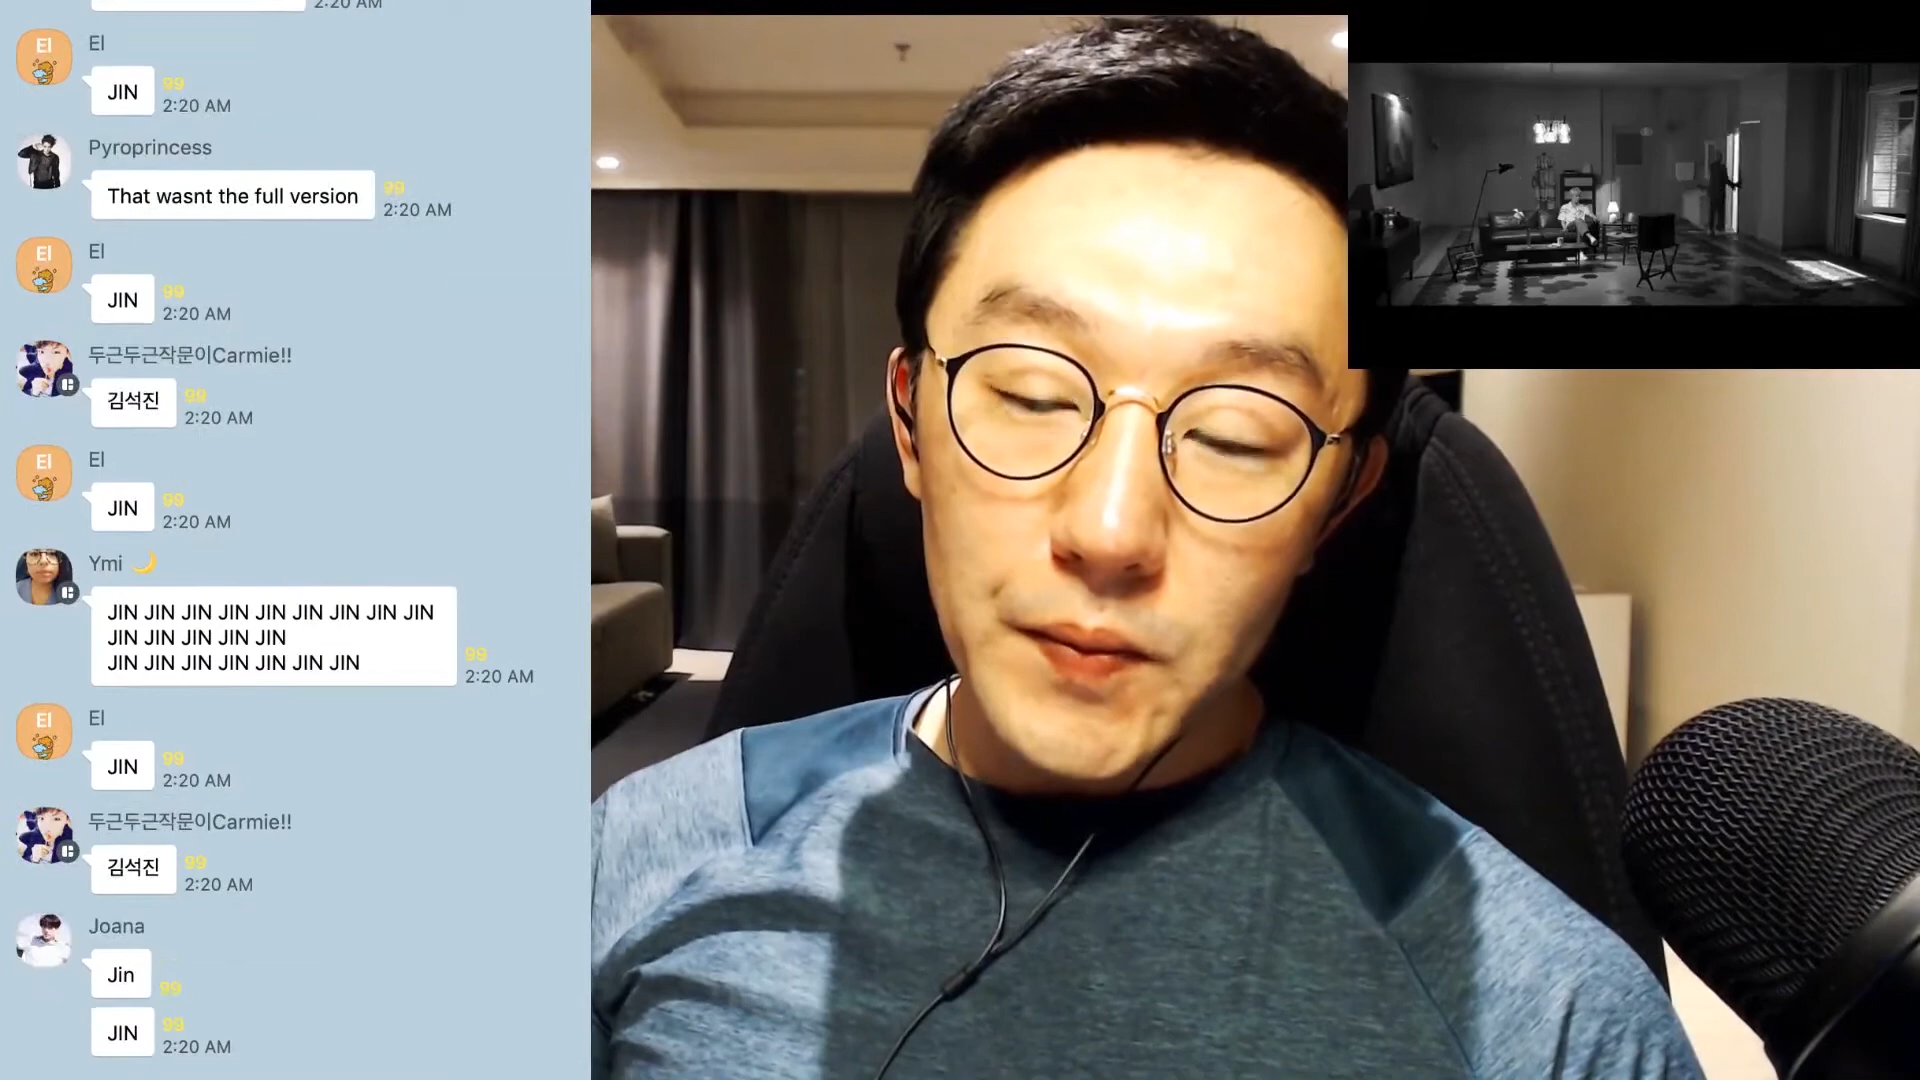 2:20 AM
El
El
JIN
99
2:20 AM
Pyroprincess
That wasnt the full version
99
2:20 AM
El
El
JIN
99
2:20 AM
두근두근작문이Carmie!!
김석진
99
2:20 AM
El
El
JIN
99
2:20 AM
Ymi
JIN JIN JIN JIN JIN JIN JIN JIN JIN
JIN JIN JIN JIN JIN
JIN JIN JIN JIN JIN JIN JIN
99
2:20 AM
El
El
JIN
99
2:20 AM
두근두근작문이Carmie!!
김석진
99
2:20 AM
Joana
Jin
99
JIN
99
2:20 AM